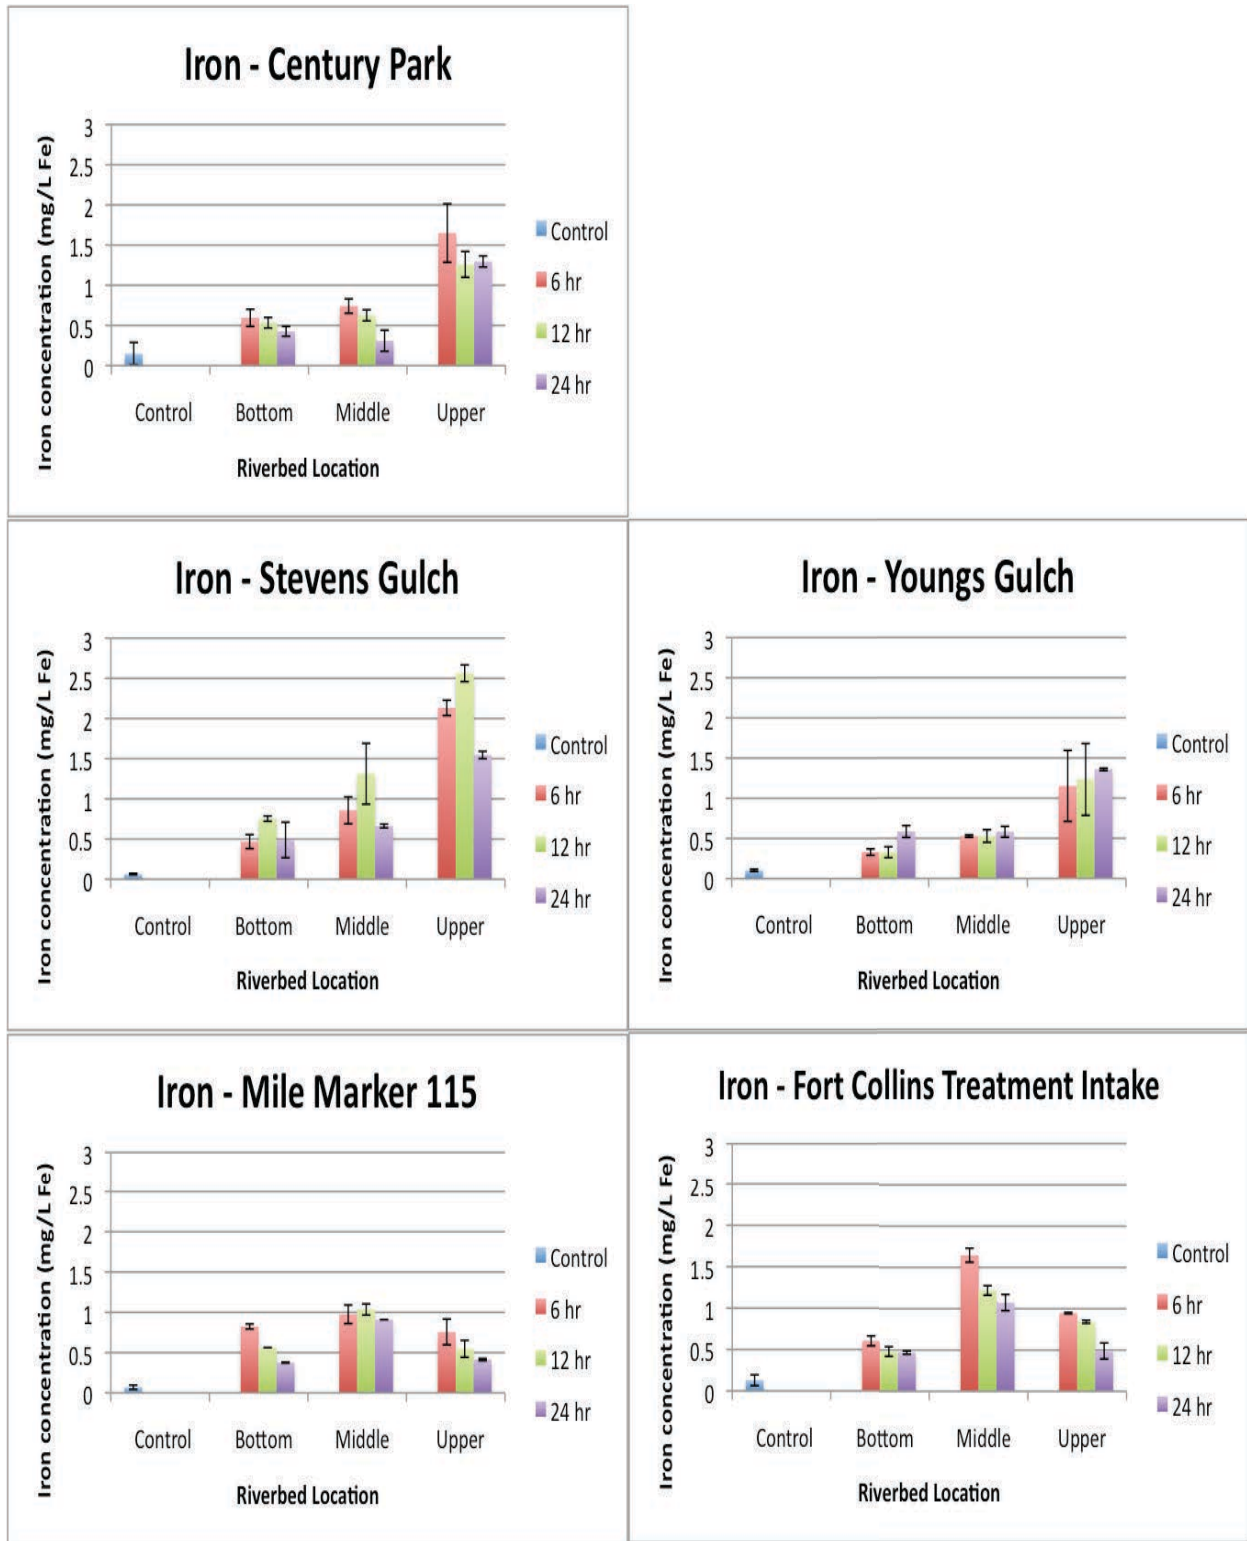 Iron - Century Park
Iron concentration (mg/L Fe)
3
2.5
2
1.5
1
0.5
0
Control
Bottom
Middle
Upper
Riverbed Location
Control
6 hr
12 hr
24 hr
Iron - Stevens Gulch
Iron concentration (mg/L Fe)
3
2.5
2
1.5
1
0.5
0
Control
Bottom
Middle
Upper
Riverbed Location
Control
6 hr
12 hr
24 hr
Iron - Youngs Gulch
Iron concentration (mg/L Fe)
3
2.5
2
1.5
1
0.5
0
Control
Bottom
Middle
Upper
Riverbed Location
Control
6 hr
12 hr
24 hr
Iron - Mile Marker 115
Iron concentration (mg/L Fe)
3
2.5
2
1.5
1
0.5
0
Control
Bottom
Middle
Upper
Riverbed Location
Control
6 hr
12 hr
24 hr
Iron - Fort Collins Treatment Intake
Iron concentration (mg/L Fe)
3
2.5
2
1.5
1
0.5
0
Control
Bottom
Middle
Upper
Riverbed Location
Control
6 hr
12 hr
24 hr